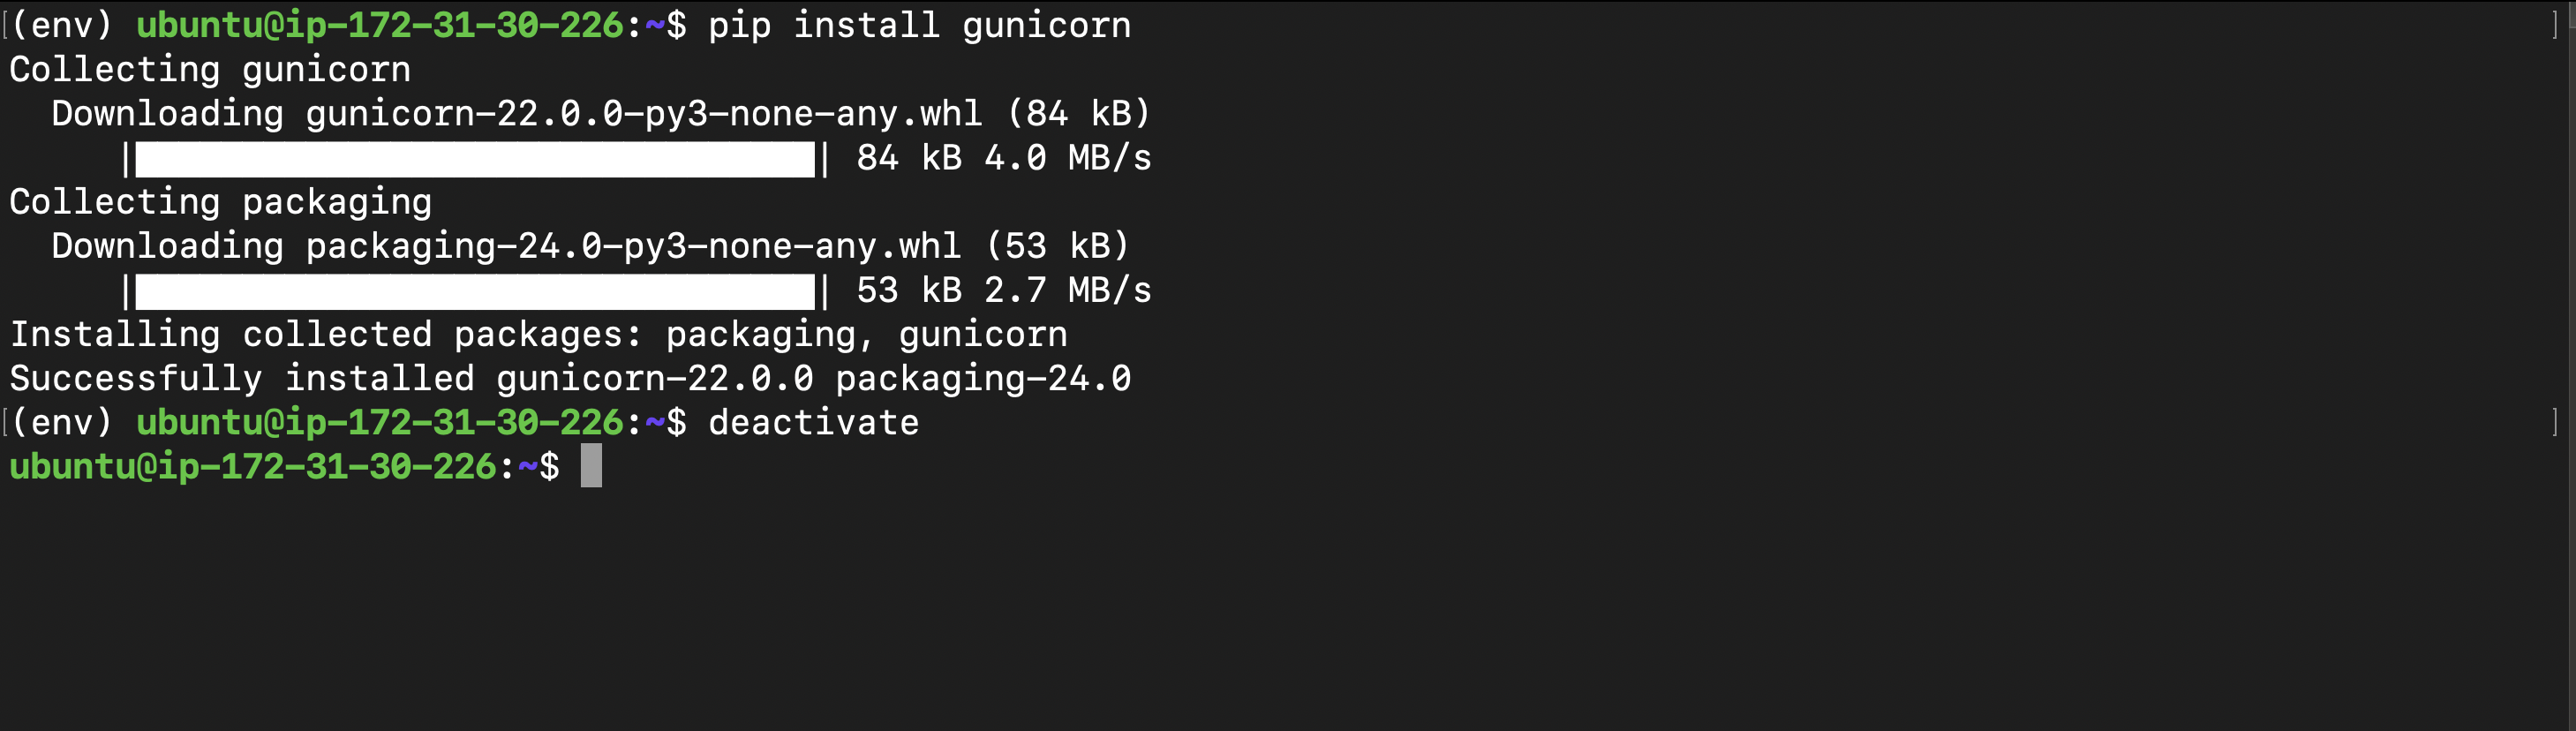 [(env) ubuntu@ip-172-31-30-226:~$ pip install gunicorn ]
Collecting gunicorn
  Downloading gunicorn-22.0.0-py3-none-any.whl (84 kB)
     |████████████████████████████████| 84 kB 4.0 MB/s
Collecting packaging
  Downloading packaging-24.0-py3-none-any.whl (53 kB)
     |████████████████████████████████| 53 kB 2.7 MB/s
Installing collected packages: packaging, gunicorn
Successfully installed gunicorn-22.0.0 packaging-24.0
[(env) ubuntu@ip-172-31-30-226:~$ deactivate ]
ubuntu@ip-172-31-30-226:~$